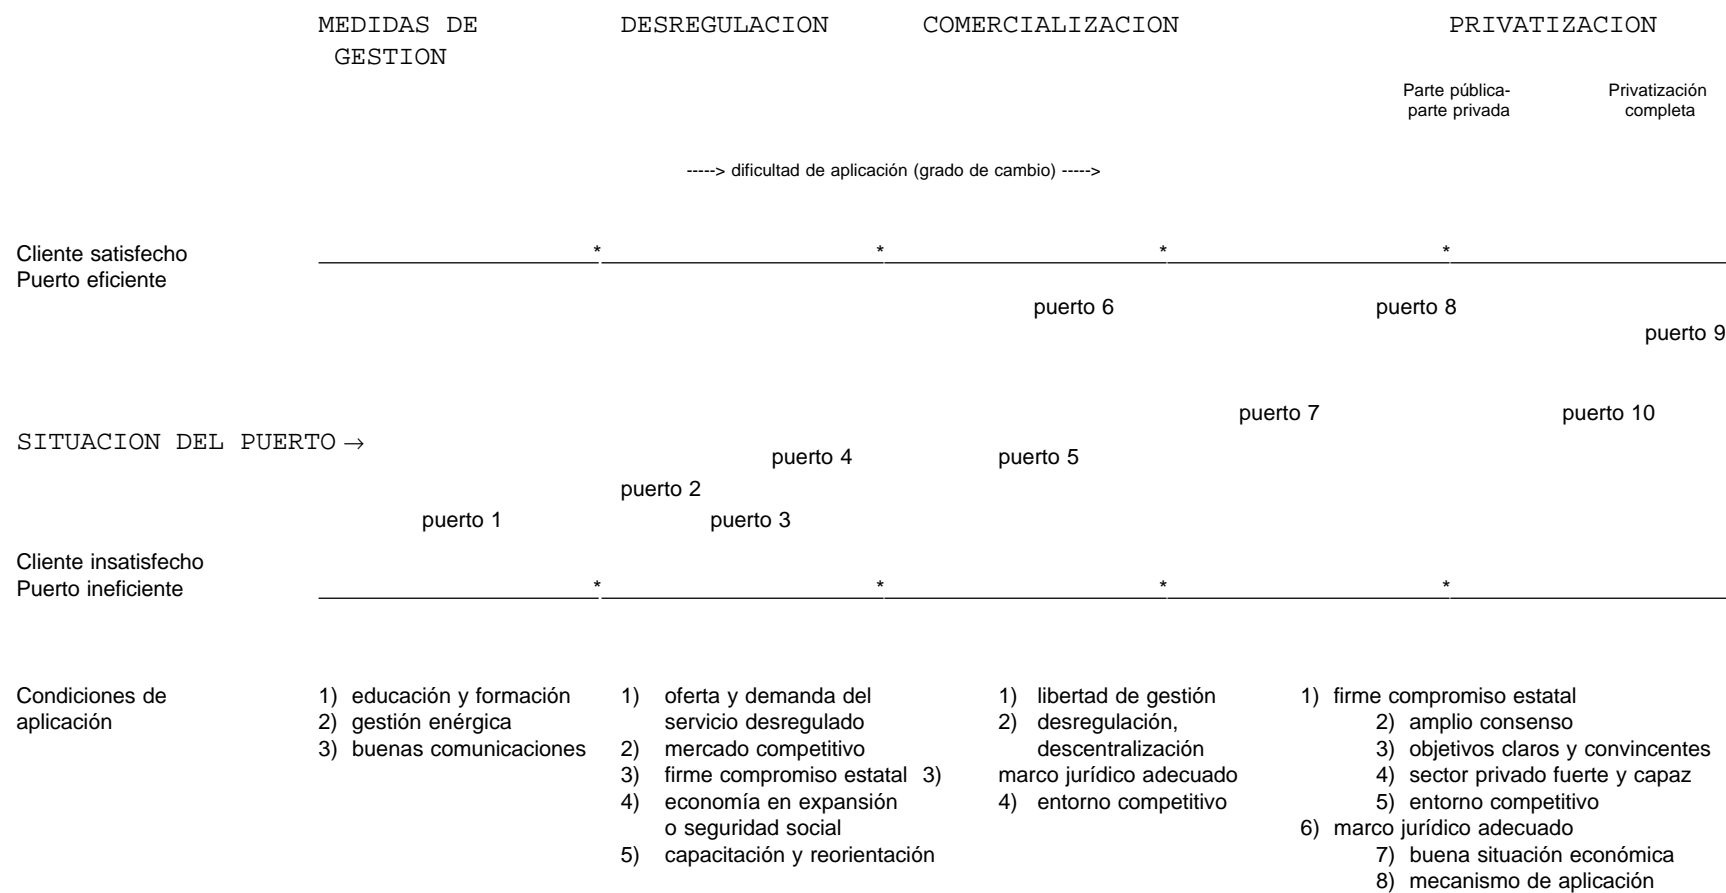 MEDIDAS DE GESTION DESREGULACION COMERCIALIZACION PRIVATIZACION
Parte pública-parte privada Privatización completa
-----> dificultad de aplicación (grado de cambio) ----->
Cliente satisfecho * * * *
Puerto eficiente
puerto 6 puerto 8
puerto 9
puerto 7 puerto 10
SITUACION DEL PUERTO →
puerto 4 puerto 5
puerto 2
puerto 1 puerto 3
Cliente insatisfecho
Puerto ineficiente * * * *
Condiciones de 1) educación y formación 1) oferta y demanda del 1) libertad de gestión 1) firme compromiso estatal
aplicación 2) gestión enérgica servicio desregulado 2) desregulación, 2) amplio consenso
3) buenas comunicaciones 2) mercado competitivo descentralización 3) objetivos claros y convincentes
3) firme compromiso estatal 3) marco jurídico adecuado 4) sector privado fuerte y capaz
4) economía en expansión 4) entorno competitivo 5) entorno competitivo
o seguridad social 6) marco jurídico adecuado
5) capacitación y reorientación 7) buena situación económica
8) mecanismo de aplicación